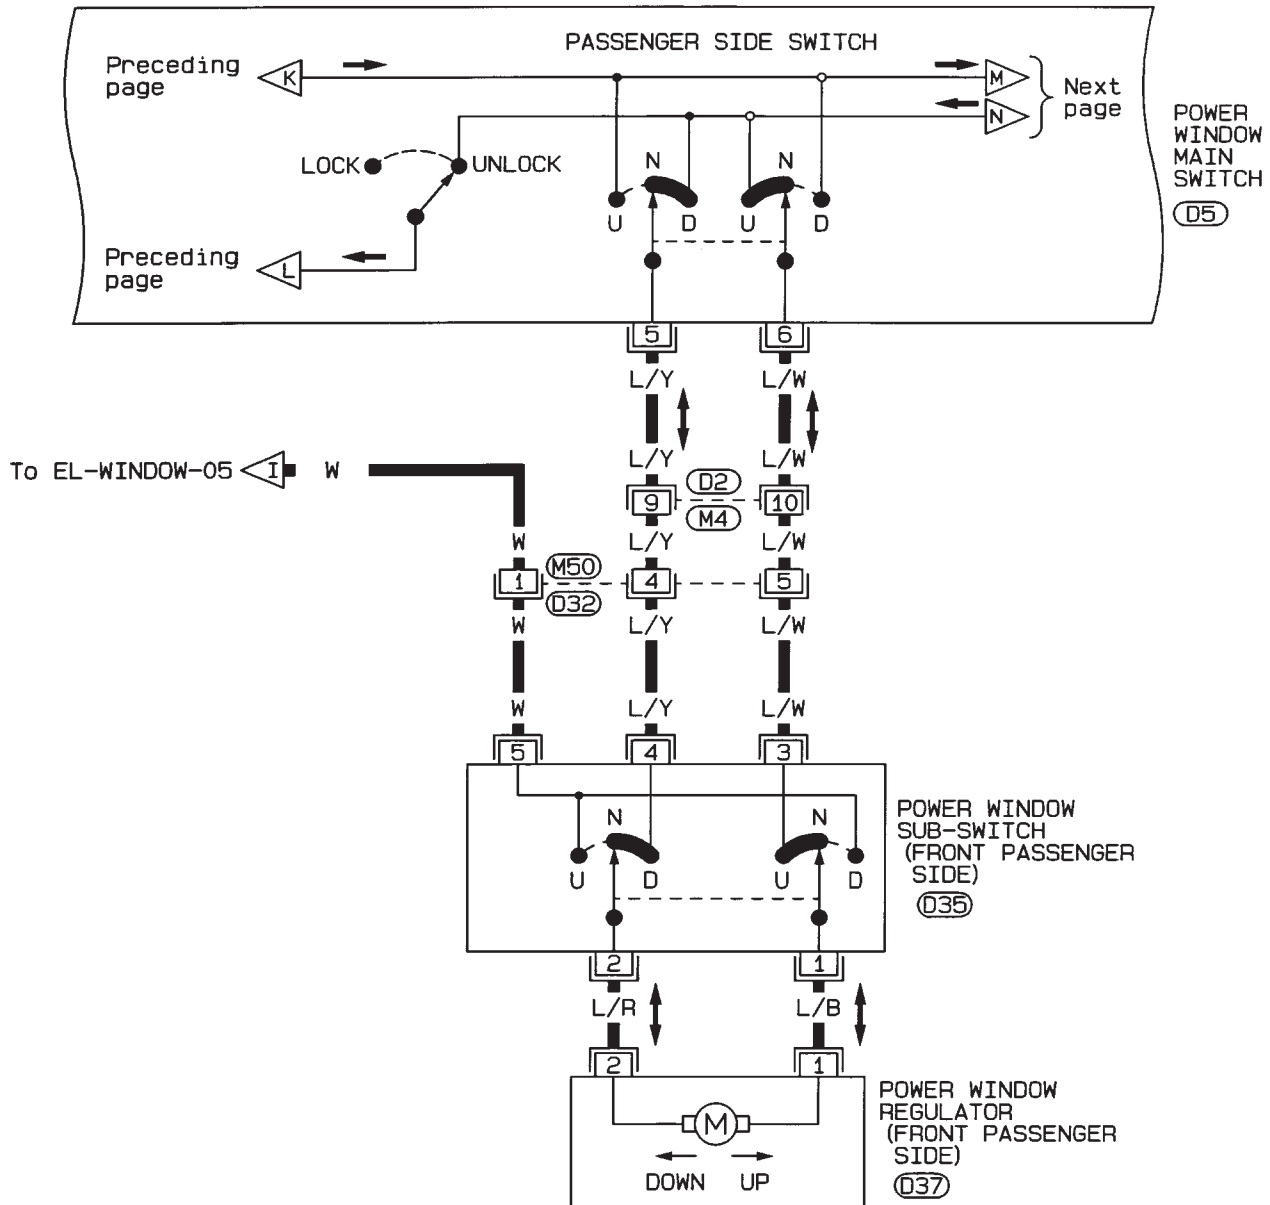 PASSENGER SIDE SWITCH
Preceding
page
K
M
N
Next
page
POWER
WINDOW
MAIN
SWITCH
D5
LOCK
UNLOCK
N
N
U
D
U
D
Preceding
page
L
5
6
L/Y
L/W
To EL-WINDOW-05
I
W
L/Y
L/W
9
D2
M4
10
W
L/Y
L/W
1
M50
D32
4
5
W
L/Y
L/W
W
L/Y
L/W
5
4
3
N
N
U
D
U
D
POWER WINDOW
SUB-SWITCH
(FRONT PASSENGER
SIDE)
D35
2
1
L/R
L/B
2
1
M
DOWN
UP
POWER WINDOW
REGULATOR
(FRONT PASSENGER
SIDE)
D37